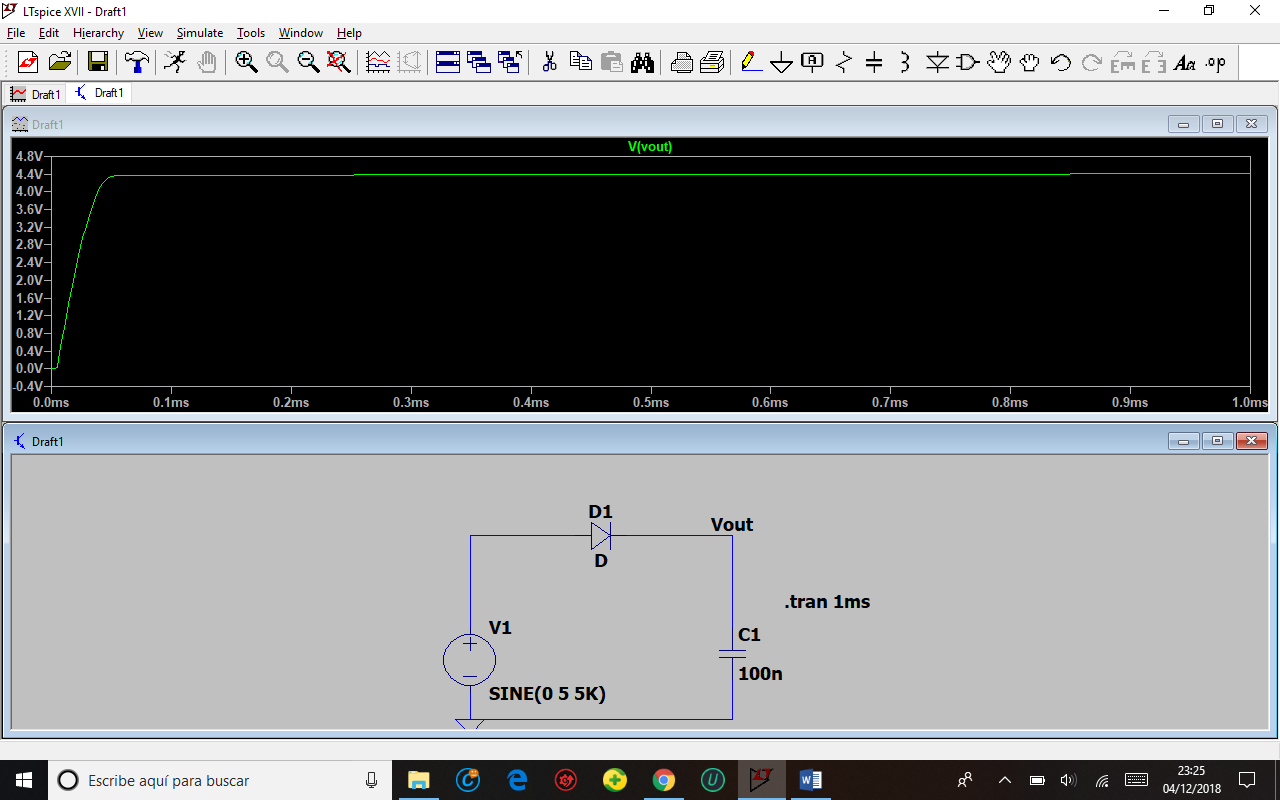 LTspice XVII - Draft1
File Edit Hierarchy View Simulate Tools Window Help
Draft1 Draft1
Draft1
V(vout)
4.8V
4.4V
4.0V
3.6V
3.2V
2.8V
2.4V
2.0V
1.6V
1.2V
0.8V
0.4V
0.0V
-0.4V
0.0ms 0.1ms 0.2ms 0.3ms 0.4ms 0.5ms 0.6ms 0.7ms 0.8ms 0.9ms 1.0ms
Draft1
D1
Vout
D
.tran 1ms
V1
C1
100n
SINE(0 5 5K)
Escribe aquí para buscar
23:25
04/12/2018